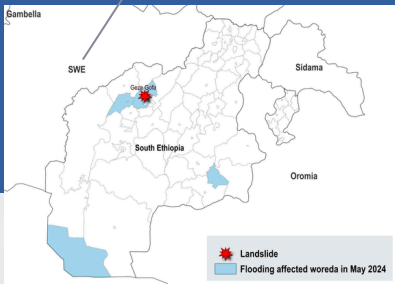 Gambella
SWE
Sidama
Geze Gofa
South Ethiopia
Oromia
Landslide
Flooding affected woreda in May 2024